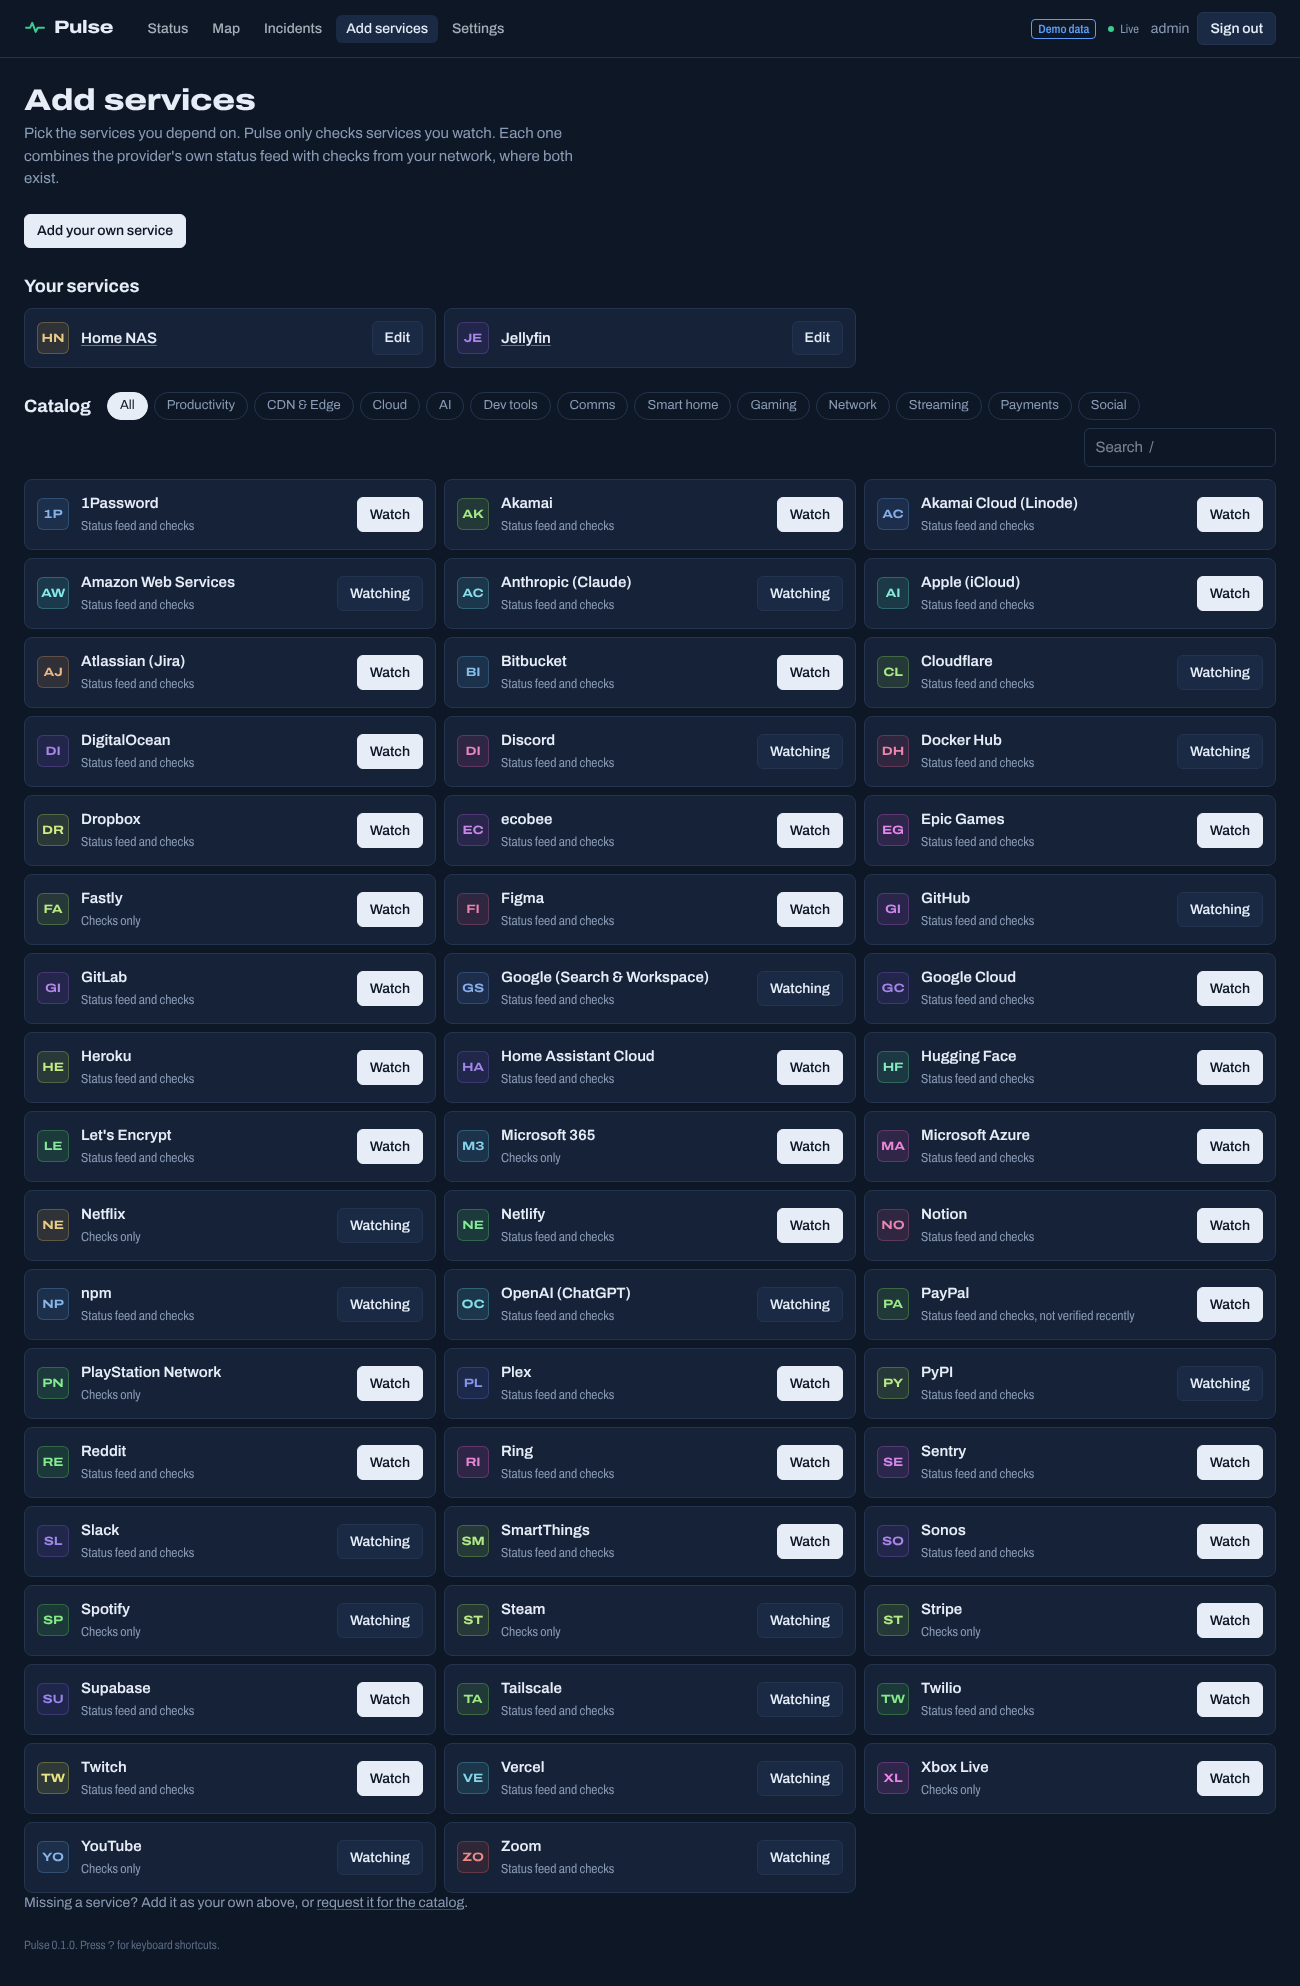 Pulse Status Map Incidents Add services Settings Demo data Live admin Sign out
Add services
Pick the services you depend on. Pulse only checks services you watch. Each one
combines the provider's own status feed with checks from your network, where both
exist.
Add your own service
Your services
HN Home NAS Edit
JE Jellyfin Edit
Catalog All Productivity CDN & Edge Cloud AI Dev tools Comms Smart home Gaming Network Streaming Payments Social
Search /
1P 1Password Watch
Status feed and checks
AK Akamai Watch
Status feed and checks
AC Akamai Cloud (Linode) Watch
Status feed and checks
AW Amazon Web Services Watching
Status feed and checks
AC Anthropic (Claude) Watching
Status feed and checks
AI Apple (iCloud) Watch
Status feed and checks
AJ Atlassian (Jira) Watch
Status feed and checks
BI Bitbucket Watch
Status feed and checks
CL Cloudflare Watching
Status feed and checks
DI DigitalOcean Watch
Status feed and checks
DI Discord Watching
Status feed and checks
DH Docker Hub Watching
Status feed and checks
DR Dropbox Watch
Status feed and checks
EC ecobee Watch
Status feed and checks
EG Epic Games Watch
Status feed and checks
FA Fastly Watch
Checks only
FI Figma Watch
Status feed and checks
GI GitHub Watching
Status feed and checks
GI GitLab Watch
Status feed and checks
GS Google (Search & Workspace) Watching
Status feed and checks
GC Google Cloud Watch
Status feed and checks
HE Heroku Watch
Status feed and checks
HA Home Assistant Cloud Watch
Status feed and checks
HF Hugging Face Watch
Status feed and checks
LE Let's Encrypt Watch
Status feed and checks
M3 Microsoft 365 Watch
Checks only
MA Microsoft Azure Watch
Status feed and checks
NE Netflix Watching
Checks only
NE Netlify Watch
Status feed and checks
NO Notion Watch
Status feed and checks
NP npm Watching
Status feed and checks
OC OpenAI (ChatGPT) Watching
Status feed and checks
PA PayPal Watch
Status feed and checks, not verified recently
PN PlayStation Network Watch
Checks only
PL Plex Watch
Status feed and checks
PY PyPI Watching
Status feed and checks
RE Reddit Watch
Status feed and checks
RI Ring Watch
Status feed and checks
SE Sentry Watch
Status feed and checks
SL Slack Watching
Status feed and checks
SM SmartThings Watch
Status feed and checks
SO Sonos Watch
Status feed and checks
SP Spotify Watching
Checks only
ST Steam Watching
Checks only
ST Stripe Watch
Checks only
SU Supabase Watch
Status feed and checks
TA Tailscale Watching
Status feed and checks
TW Twilio Watch
Status feed and checks
TW Twitch Watch
Status feed and checks
VE Vercel Watching
Status feed and checks
XL Xbox Live Watch
Checks only
YO YouTube Watching
Checks only
ZO Zoom Watching
Status feed and checks
Missing a service? Add it as your own above, or request it for the catalog.
Pulse 0.1.0. Press ? for keyboard shortcuts.